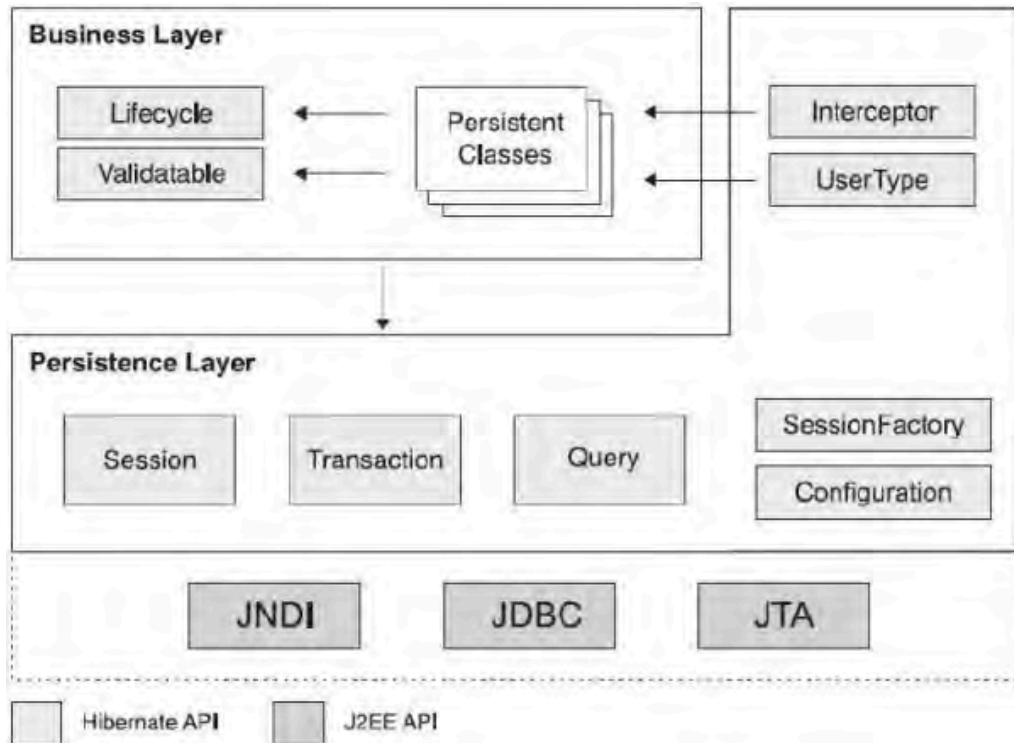 Business Layer
Lifecycle
Validatable
Persistent
Classes
Interceptor
UserType
Persistence Layer
Session
Transaction
Query
SessionFactory
Configuration
JNDI
JDBC
JTA
Hibernate API
J2EE API